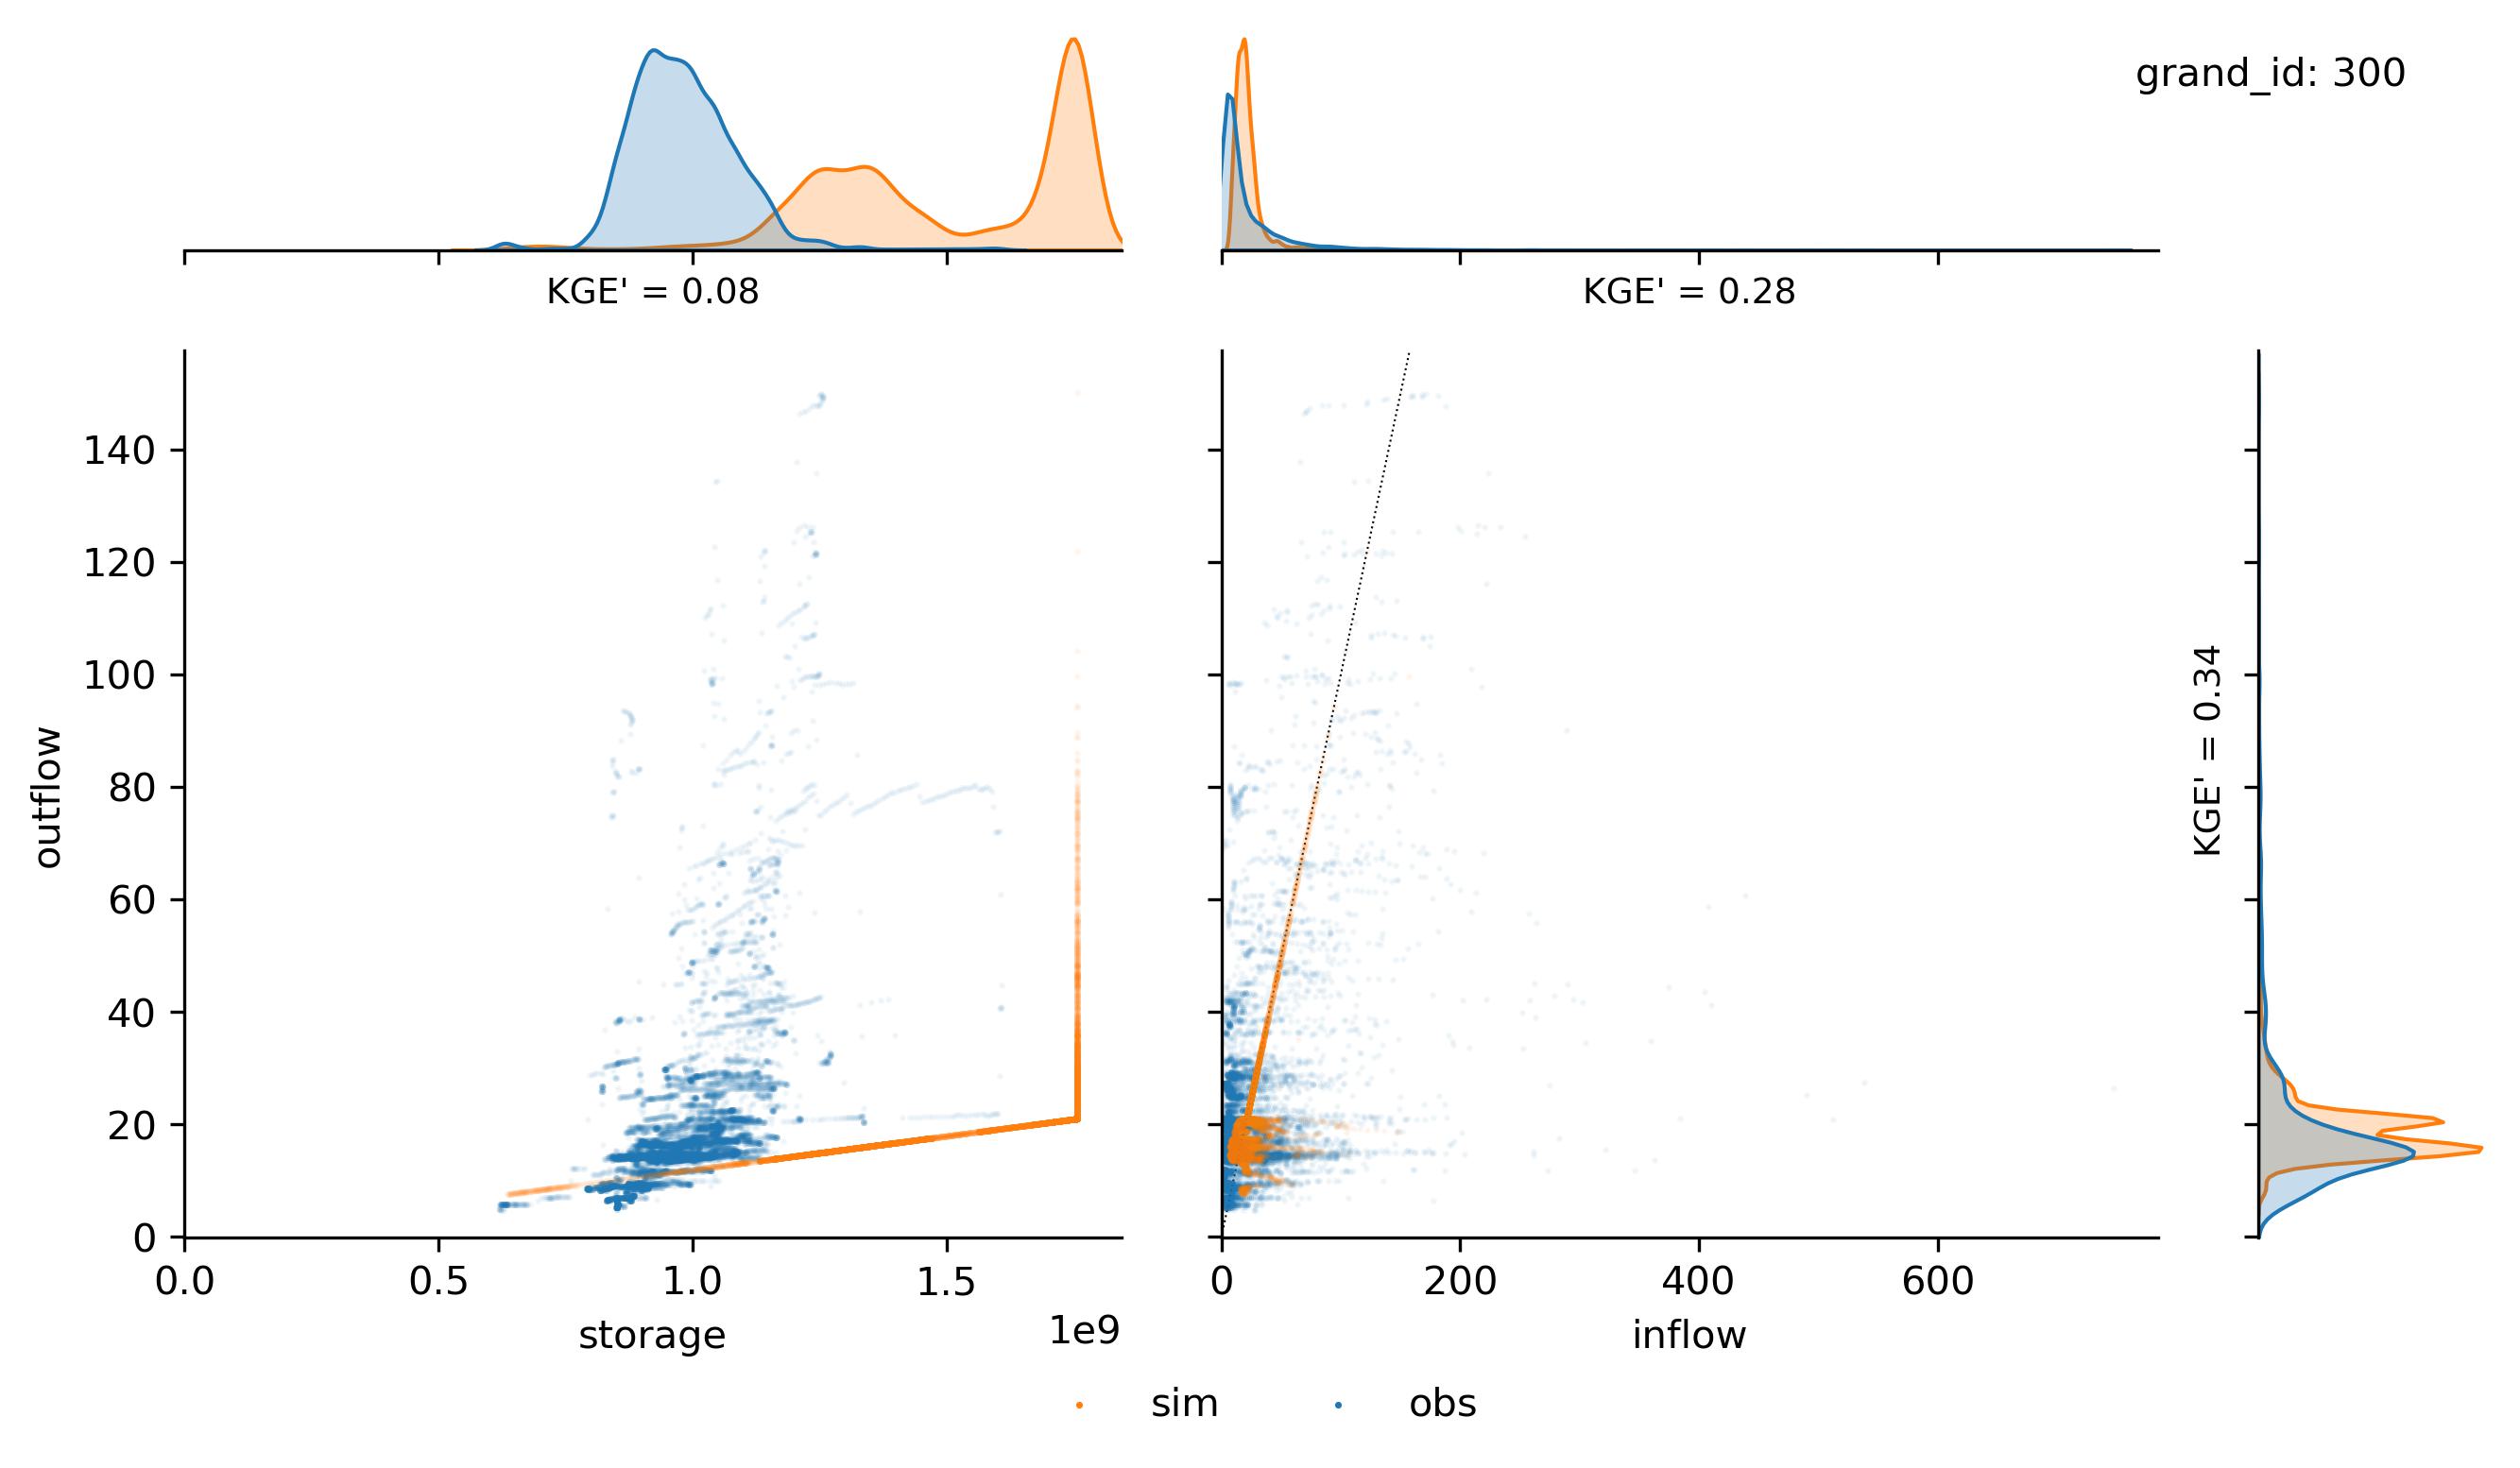 grand_id: 300
KGE' = 0.08
KGE' = 0.28
140
120
100
80
60
40
20
0
outflow
KGE' = 0.34
0.0 0.5 1.0 1.5
0 200 400 600
storage
1e9
inflow
sim obs